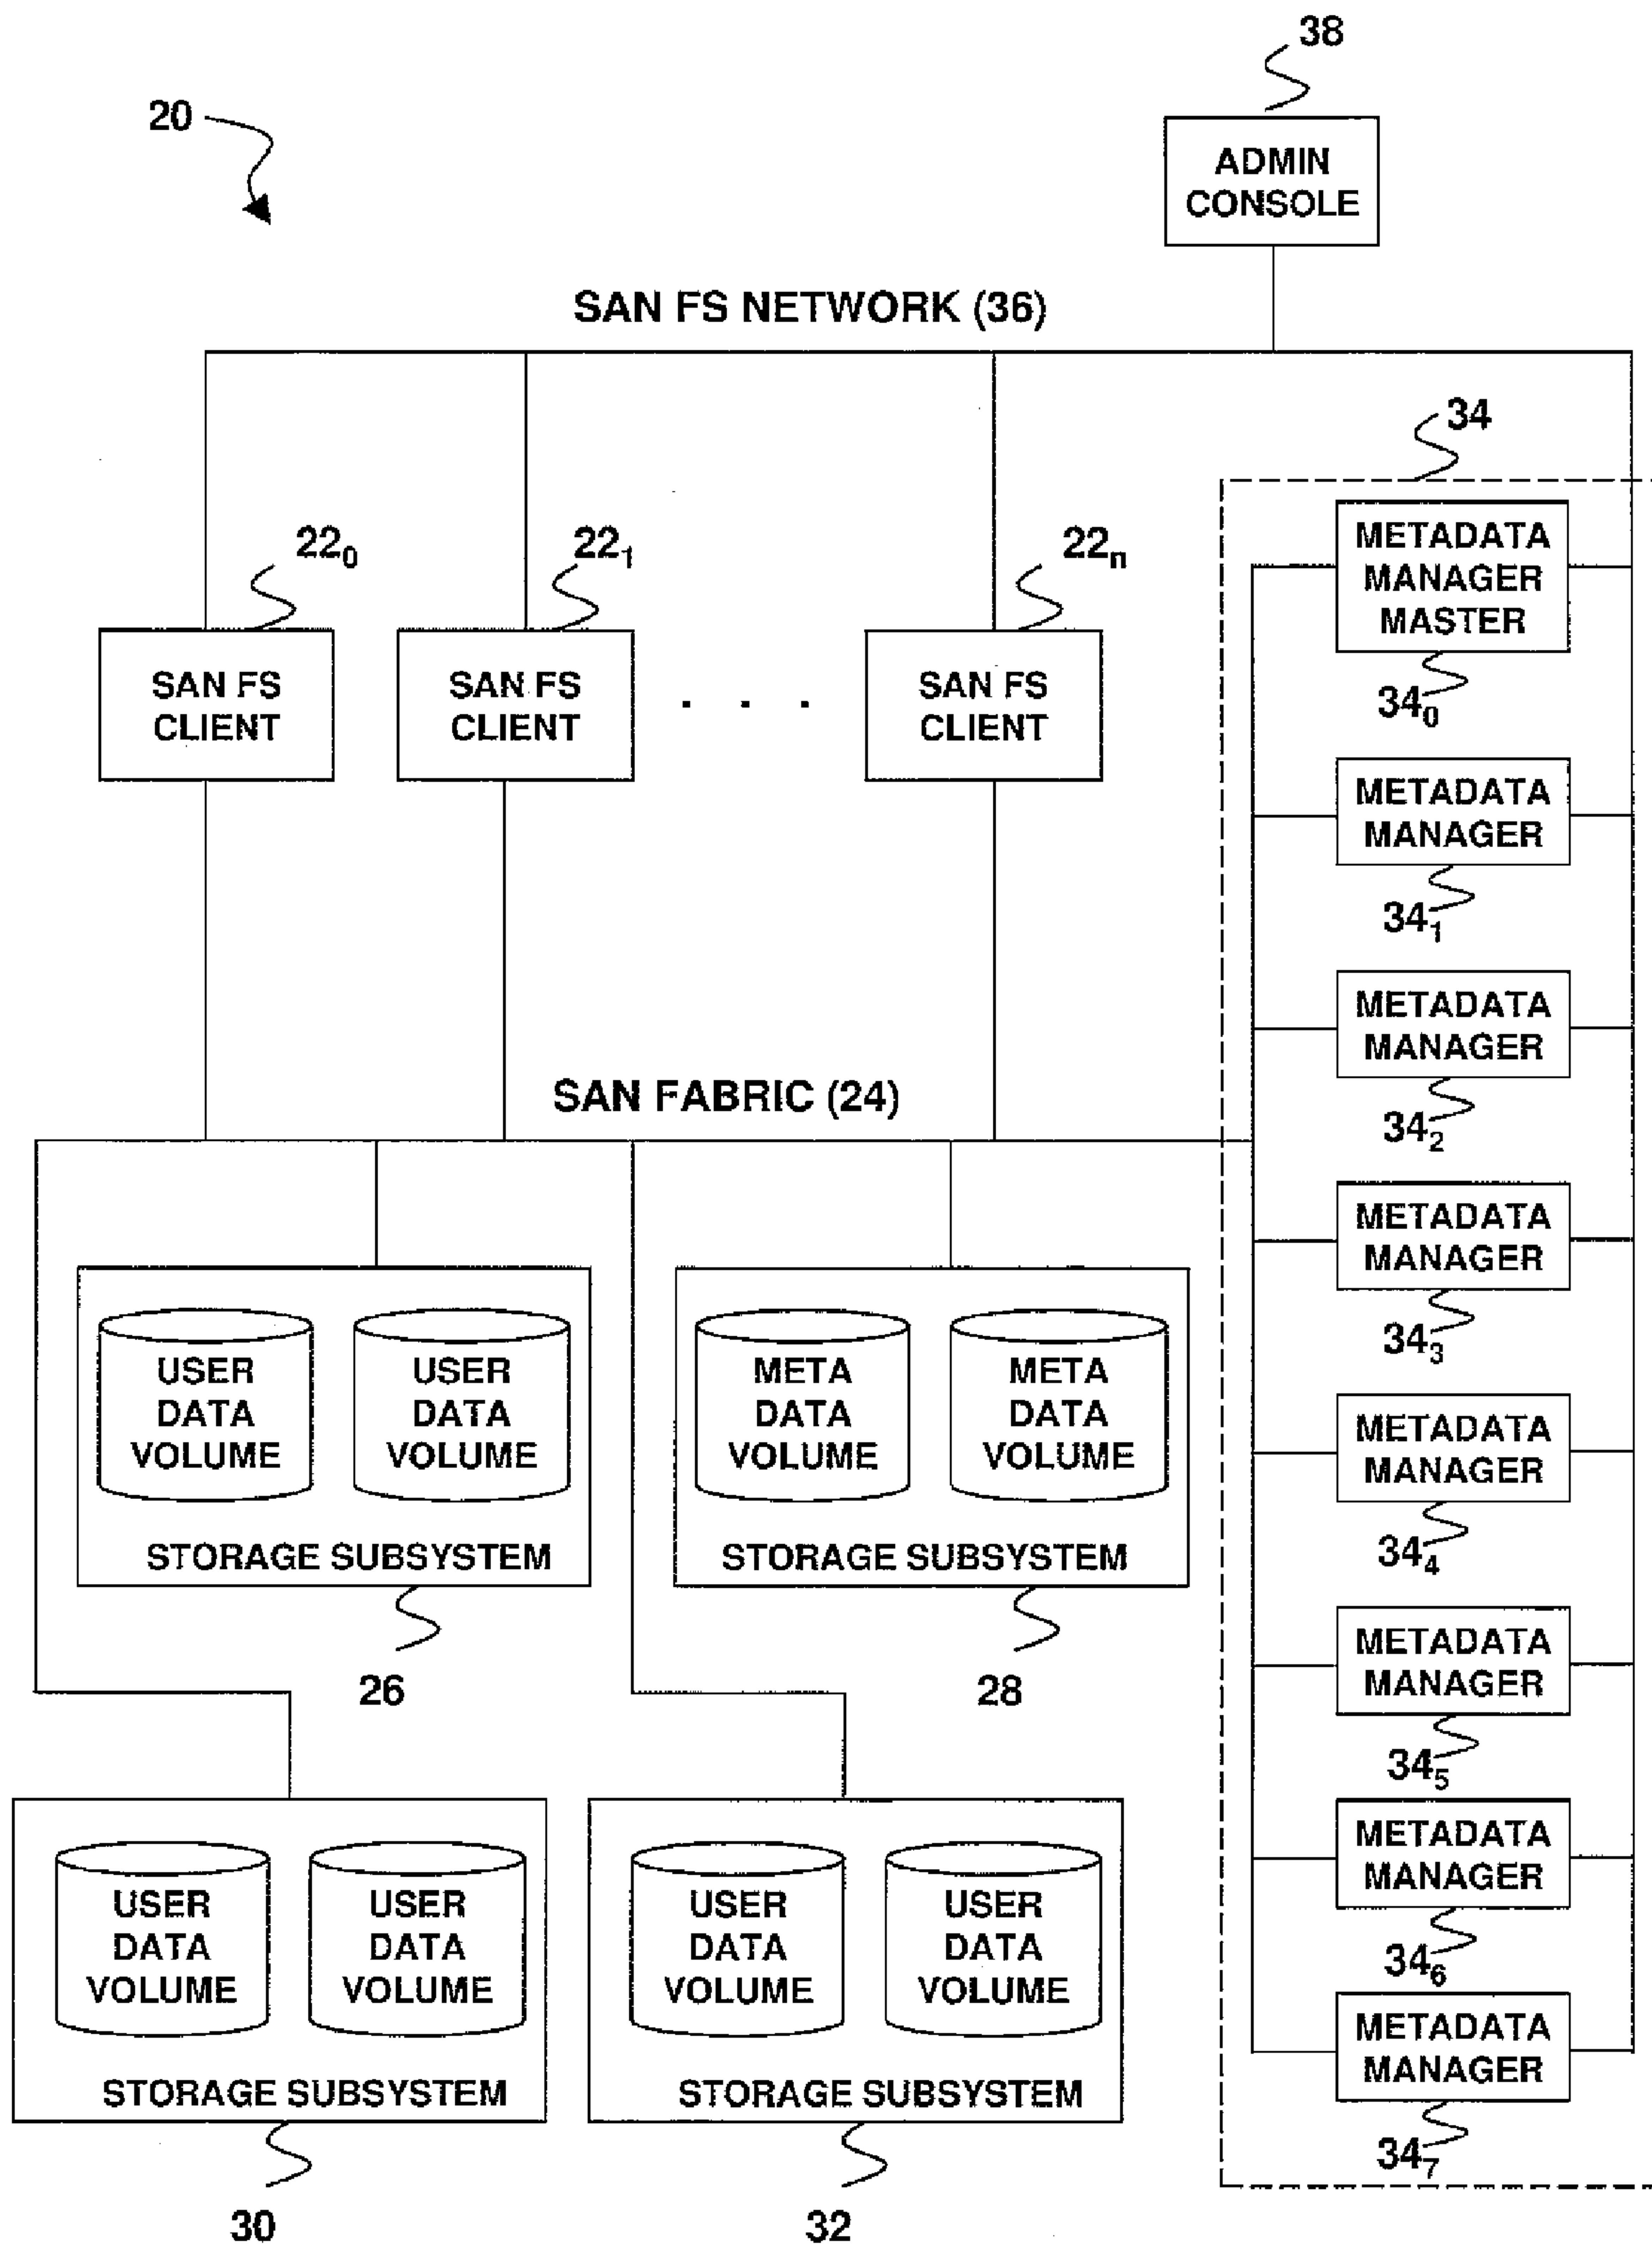 38
20
ADMIN
CONSOLE
SAN FS NETWORK (36)
34
22₀
22₁
22ₙ
METADATA
MANAGER
MASTER
34₀
SAN FS
CLIENT
SAN FS
CLIENT
. . .
SAN FS
CLIENT
METADATA
MANAGER
34₁
METADATA
MANAGER
34₂
SAN FABRIC (24)
METADATA
MANAGER
34₃
USER
DATA
VOLUME
USER
DATA
VOLUME
STORAGE SUBSYSTEM
26
META
DATA
VOLUME
META
DATA
VOLUME
STORAGE SUBSYSTEM
28
METADATA
MANAGER
34₄
METADATA
MANAGER
34₅
USER
DATA
VOLUME
USER
DATA
VOLUME
STORAGE SUBSYSTEM
30
USER
DATA
VOLUME
USER
DATA
VOLUME
STORAGE SUBSYSTEM
32
METADATA
MANAGER
34₆
METADATA
MANAGER
34₇